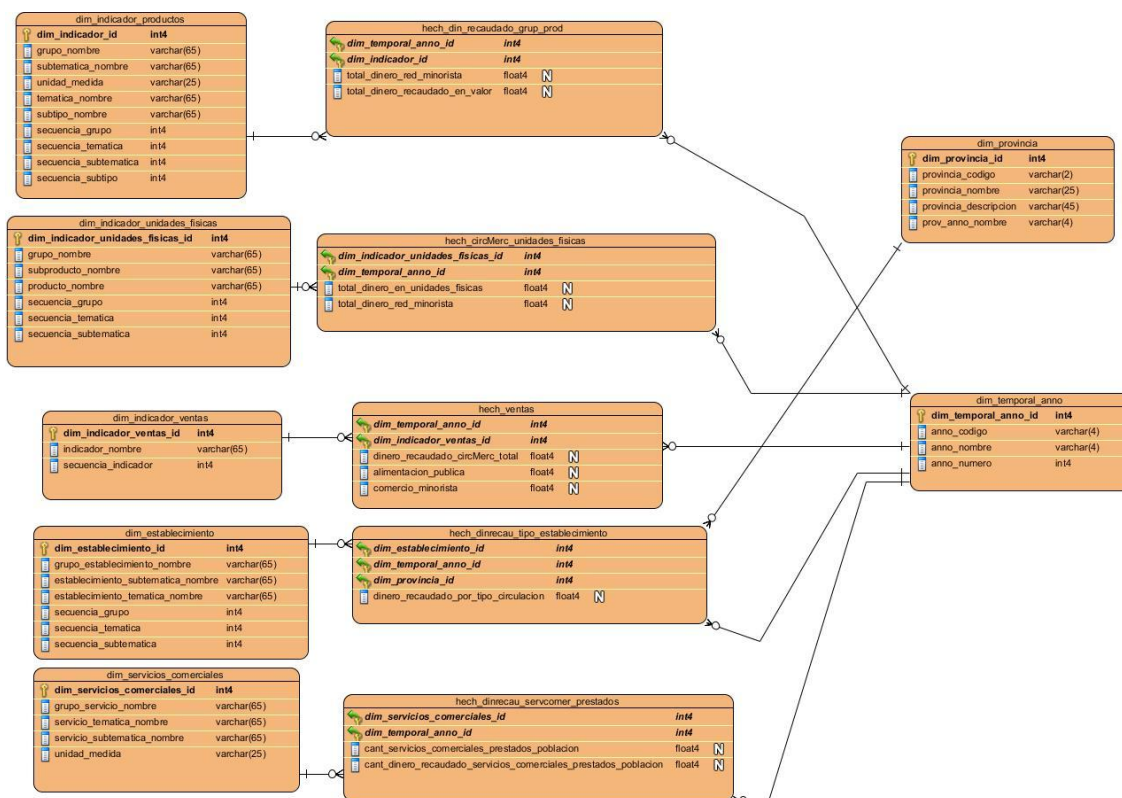 dim_indicador_productos
dim_indicador_id int4
grupo_nombre varchar(65)
subtematica_nombre varchar(65)
unidad_medida varchar(25)
tematica_nombre varchar(65)
subtipo_nombre varchar(65)
secuencia_grupo int4
secuencia_tematica int4
secuencia_subtematica int4
secuencia_subtipo int4
hech_din_recaudado_grup_prod
dim_temporal_anno_id int4
dim_indicador_id int4
total_dinero_red_minorista float4 N
total_dinero_recaudado_en_valor float4 N
dim_provincia
dim_provincia_id int4
provincia_codigo varchar(2)
provincia_nombre varchar(25)
provincia_descripcion varchar(45)
prov_anno_nombre varchar(4)
dim_indicador_unidades_fisicas
dim_indicador_unidades_fisicas_id int4
grupo_nombre varchar(65)
subproducto_nombre varchar(65)
producto_nombre varchar(65)
secuencia_grupo int4
secuencia_tematica int4
secuencia_subtematica int4
hech_circMerc_unidades_fisicas
dim_indicador_unidades_fisicas_id int4
dim_temporal_anno_id int4
total_dinero_en_unidades_fisicas float4 N
total_dinero_red_minorista float4 N
dim_indicador_ventas
dim_indicador_ventas_id int4
indicador_nombre varchar(65)
secuencia_indicador int4
hech_ventas
dim_temporal_anno_id int4
dim_indicador_ventas_id int4
dinero_recaudado_circMerc_total float4 N
alimentacion_publica float4 N
comercio_minorista float4 N
dim_temporal_anno
dim_temporal_anno_id int4
anno_codigo varchar(4)
anno_nombre varchar(4)
anno_numero int4
dim_establecimiento
dim_establecimiento_id int4
grupo_establecimiento_nombre varchar(65)
establecimiento_subtematica_nombre varchar(65)
establecimiento_tematica_nombre varchar(65)
secuencia_grupo int4
secuencia_tematica int4
secuencia_subtematica int4
hech_dinrecau_tipo_establecimiento
dim_establecimiento_id int4
dim_temporal_anno_id int4
dim_provincia_id int4
dinero_recaudado_por_tipo_circulacion float4 N
dim_servicios_comerciales
dim_servicios_comerciales_id int4
grupo_servicio_nombre varchar(65)
servicio_tematica_nombre varchar(65)
servicio_subtematica_nombre varchar(65)
unidad_medida varchar(25)
hech_dinrecau_servcomer_prestados
dim_servicios_comerciales_id int4
dim_temporal_anno_id int4
cant_servicios_comerciales_prestados_poblacion float4 N
cant_dinero_recaudado_servicios_comerciales_prestados_poblacion float4 N